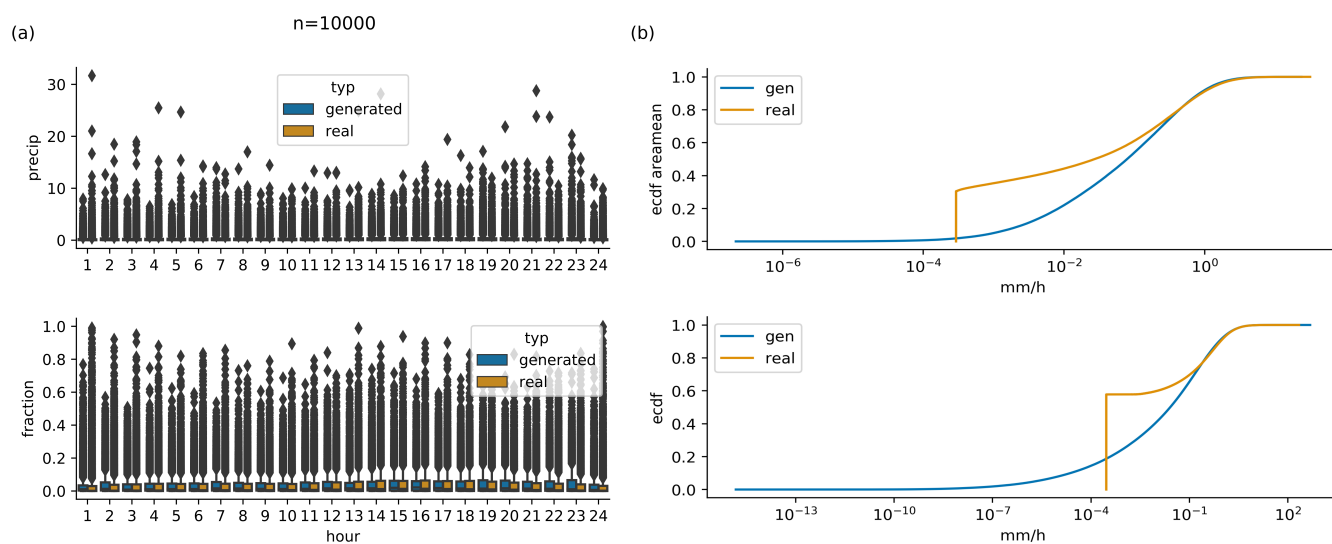 (a)
n=10000
precip
30
20
10
0
typ
generated
real
1 2 3 4 5 6 7 8 9 10 11 12 13 14 15 16 17 18 19 20 21 22 23 24
fraction
1.0
0.8
0.6
0.4
0.2
0.0
typ
generated
real
1 2 3 4 5 6 7 8 9 10 11 12 13 14 15 16 17 18 19 20 21 22 23 24
hour
(b)
ecdf areamean
1.0
0.8
0.6
0.4
0.2
0.0
gen
real
10⁻⁶ 10⁻⁴ 10⁻² 10⁰
mm/h
ecdf
1.0
0.8
0.6
0.4
0.2
0.0
gen
real
10⁻¹³ 10⁻¹⁰ 10⁻⁷ 10⁻⁴ 10⁻¹ 10²
mm/h